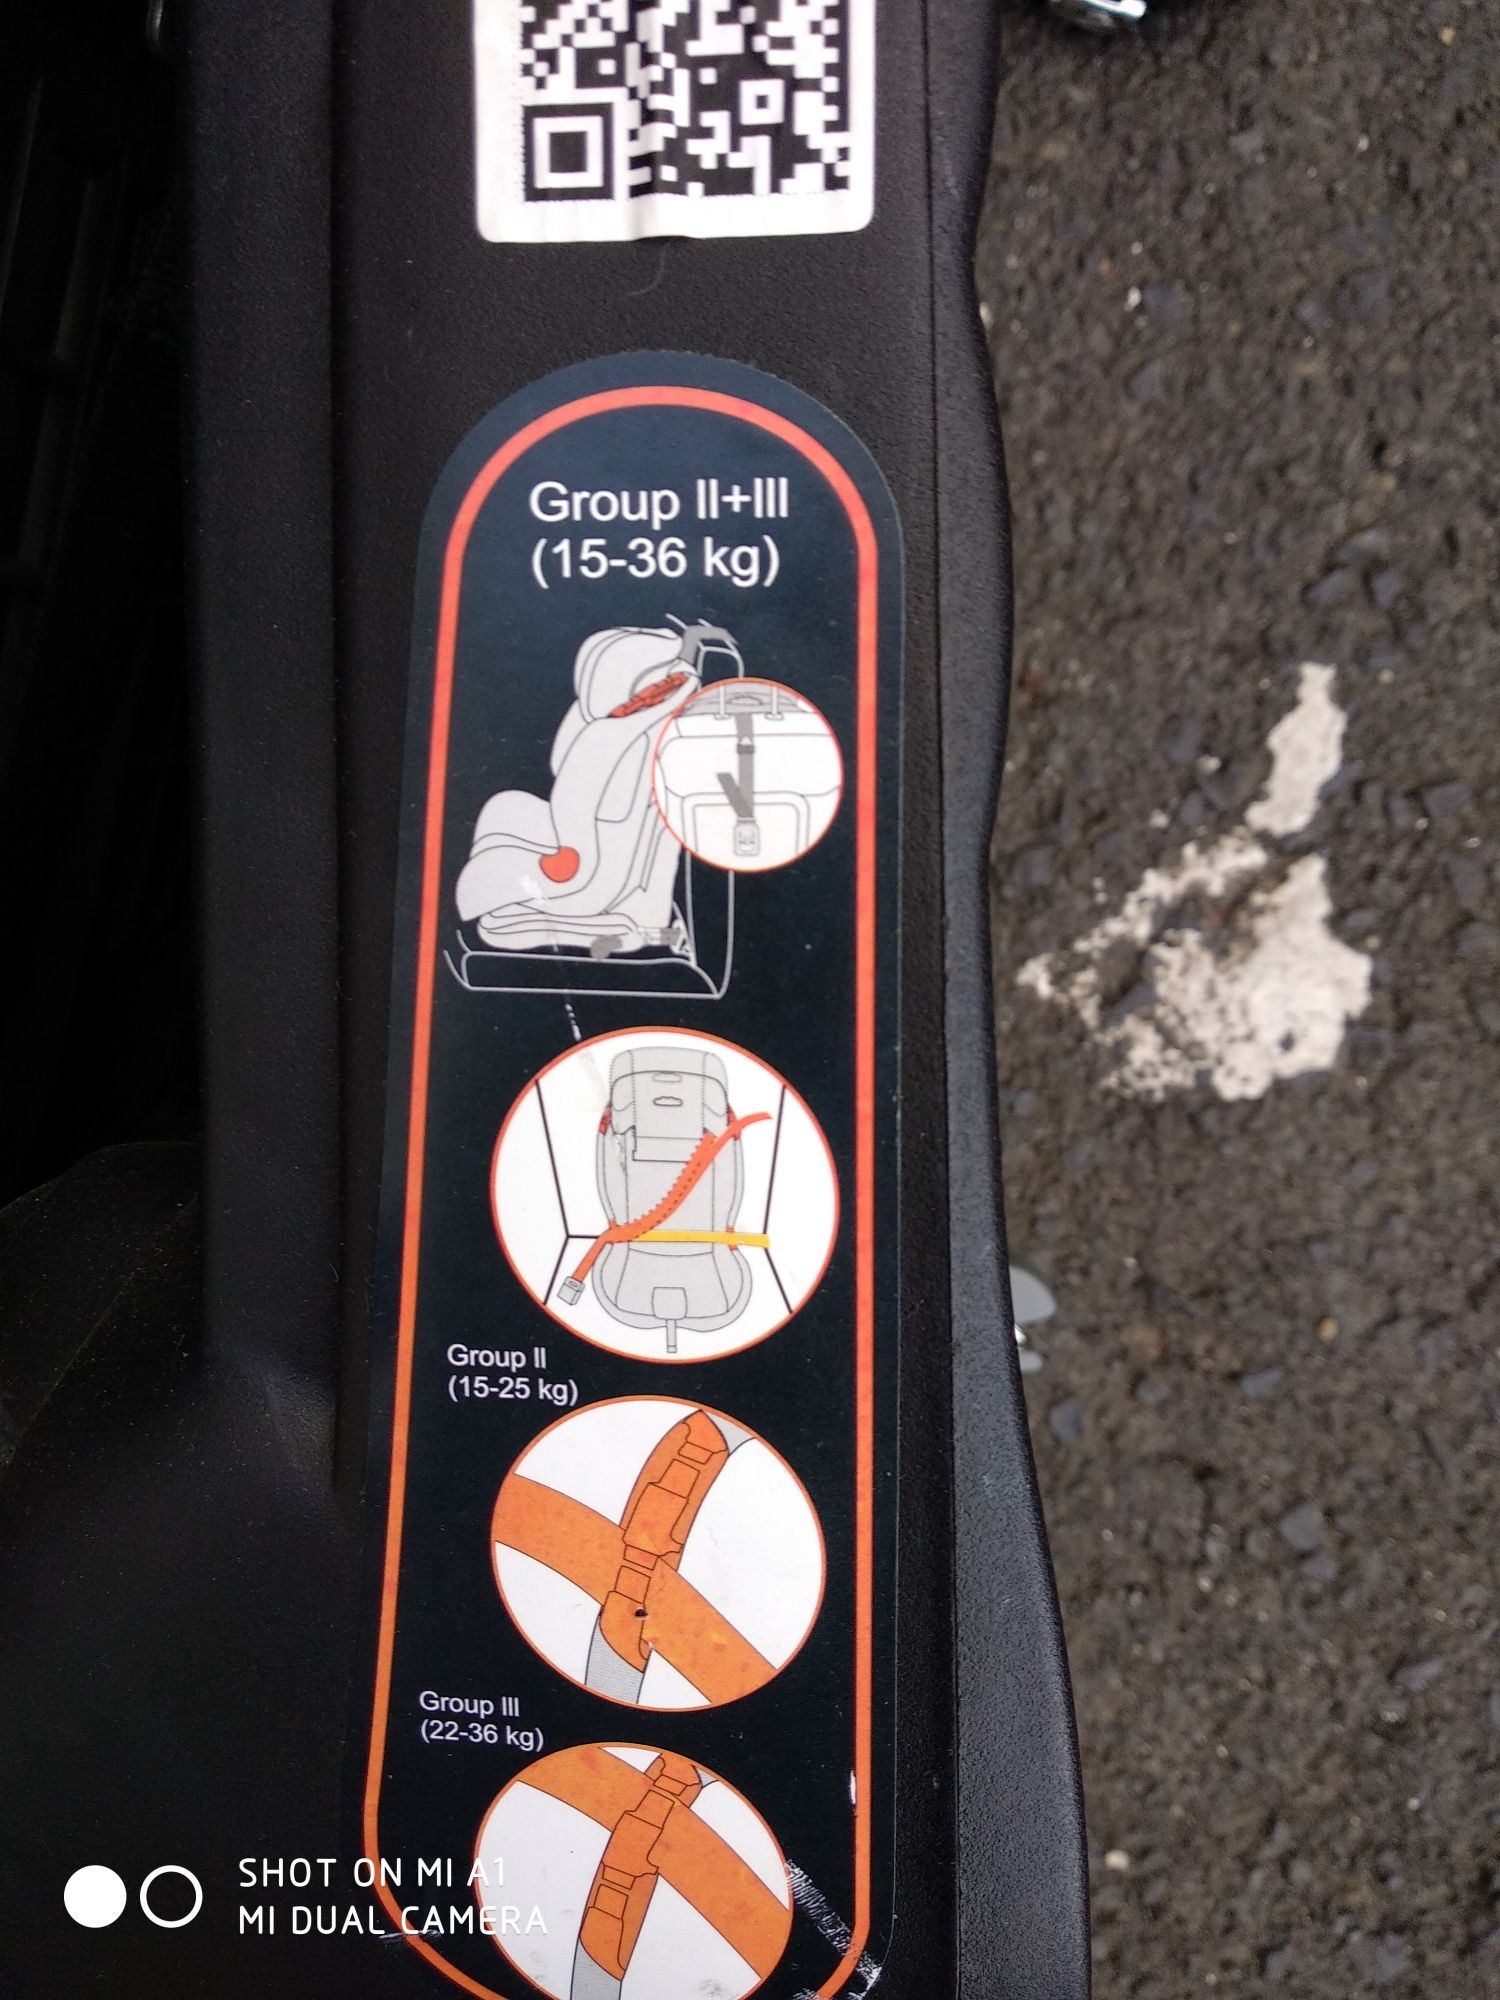 Group II+III
(15-36 kg)
Group II
(15-25 kg)
Group III
(22-36 kg)
SHOT ON MI A1
MI DUAL CAMERA